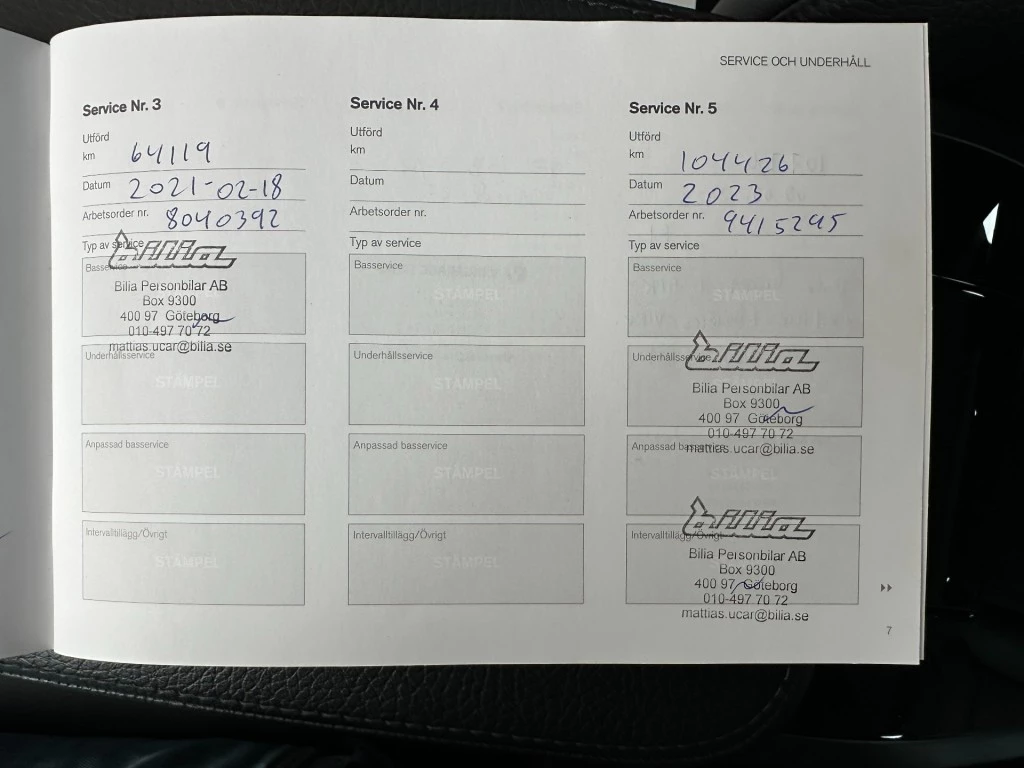 SERVICE OCH UNDERHÅLL
Service Nr. 3
Utförd
km 64119
Datum 2021-02-18
Arbetsorder nr. 8040392
Typ av service
bilia
Basservice
STÄMPEL
Bilia Personbilar AB
Box 9300
400 97 Göteborg
010-497 70 72
mattias.ucar@bilia.se
Underhållsservice
STÄMPEL
Anpassad basservice
STÄMPEL
Intervalltillägg/Övrigt
STÄMPEL
Service Nr. 4
Utförd
km
Datum
Arbetsorder nr.
Typ av service
Basservice
STÄMPEL
Underhållsservice
STÄMPEL
Anpassad basservice
STÄMPEL
Intervalltillägg/Övrigt
STÄMPEL
Service Nr. 5
Utförd
km 104426
Datum 2023
Arbetsorder nr. 9415295
Typ av service
Basservice
STÄMPEL
Underhållsservice
bilia
Bilia Personbilar AB
Box 9300
400 97 Göteborg
010-497 70 72
mattias.ucar@bilia.se
Anpassad basservice
STÄMPEL
Intervalltillägg/Övrigt
bilia
Bilia Personbilar AB
Box 9300
400 97 Göteborg
010-497 70 72
mattias.ucar@bilia.se
7